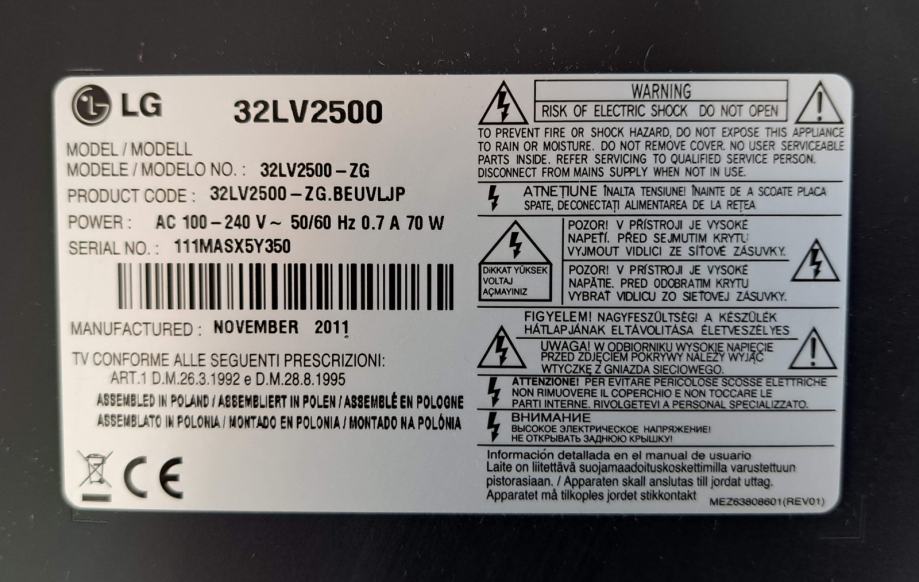 LG
32LV2500
MODEL / MODELL
MODELE / MODELO NO. : 32LV2500-ZG
PRODUCT CODE : 32LV2500-ZG.BEUVLJP
POWER : AC 100-240 V~ 50/60 Hz 0.7 A 70 W
SERIAL NO. : 111MASX5Y350
MANUFACTURED : NOVEMBER 2011
TV CONFORME ALLE SEGUENTI PRESCRIZIONI:
ART.1 D.M.26.3.1992 e D.M.28.8.1995
ASSEMBLED IN POLAND / ASSEMBLIERT IN POLEN / ASSEMBLÉ EN POLOGNE
ASSEMBLATO IN POLONIA / MONTADO EN POLONIA / MONTADO NA POLÓNIA
CE
WARNING
RISK OF ELECTRIC SHOCK DO NOT OPEN
TO PREVENT FIRE OR SHOCK HAZARD, DO NOT EXPOSE THIS APPLIANCE
TO RAIN OR MOISTURE. DO NOT REMOVE COVER. NO USER SERVICEABLE
PARTS INSIDE. REFER SERVICING TO QUALIFIED SERVICE PERSON.
DISCONNECT FROM MAINS SUPPLY WHEN NOT IN USE.
ATNEŢIUNE ÎNALTA TENSIUNE! ÎNAINTE DE A SCOATE PLACA
SPATE, DECONECTAŢI ALIMENTAREA DE LA REŢEA
DIKKAT YÜKSEK
VOLTAJ
AÇMAYINIZ
POZOR! V PŘÍSTROJI JE VYSOKÉ
NAPETÍ. PŘED SEJMUTIM KRYTU
VYJMOUT VIDLICI ZE SÍŤOVÉ ZÁSUVKY.
POZOR! V PRÍSTROJI JE VYSOKÉ
NAPÄTIE. PRED ODOBRATIM KRYTU
VYBRAŤ VIDLICU ZO SIEŤOVEJ ZÁSUVKY.
FIGYELEM! NAGYFESZÜLTSÉG! A KÉSZÜLÉK
HÁTLAPJÁNAK ELTÁVOLITÁSA ÉLETVESZÉLYES
UWAGA! W ODBIORNIKU WYSOKIE NAPIĘCIE
PRZED ZDJĘCIEM POKRYWY NALEŻY WYJĄĆ
WTYCZKĘ Z GNIAZDA SIECIOWEGO.
ATTENZIONE! PER EVITARE PERICOLOSE SCOSSE ELETTRICHE
NON RIMUOVERE IL COPERCHIO E NON TOCCARE LE
PARTI INTERNE. RIVOLGETEVI A PERSONAL SPECIALIZZATO.
ВНИМАНИЕ
ВЫСОКОЕ ЭЛЕКТРИЧЕСКОЕ НАПРЯЖЕНИЕ!
НЕ ОТКРЫВАТЬ ЗАДНЮЮ КРЫШКУ!
Información detallada en el manual de usuario
Laite on liitettävä suojamaadoituskoskettimilla varustettuun
pistorasiaan. / Apparaten skall anslutas till jordat uttag.
Apparatet må tilkoples jordet stikkontakt
MEZ63808601(REV01)